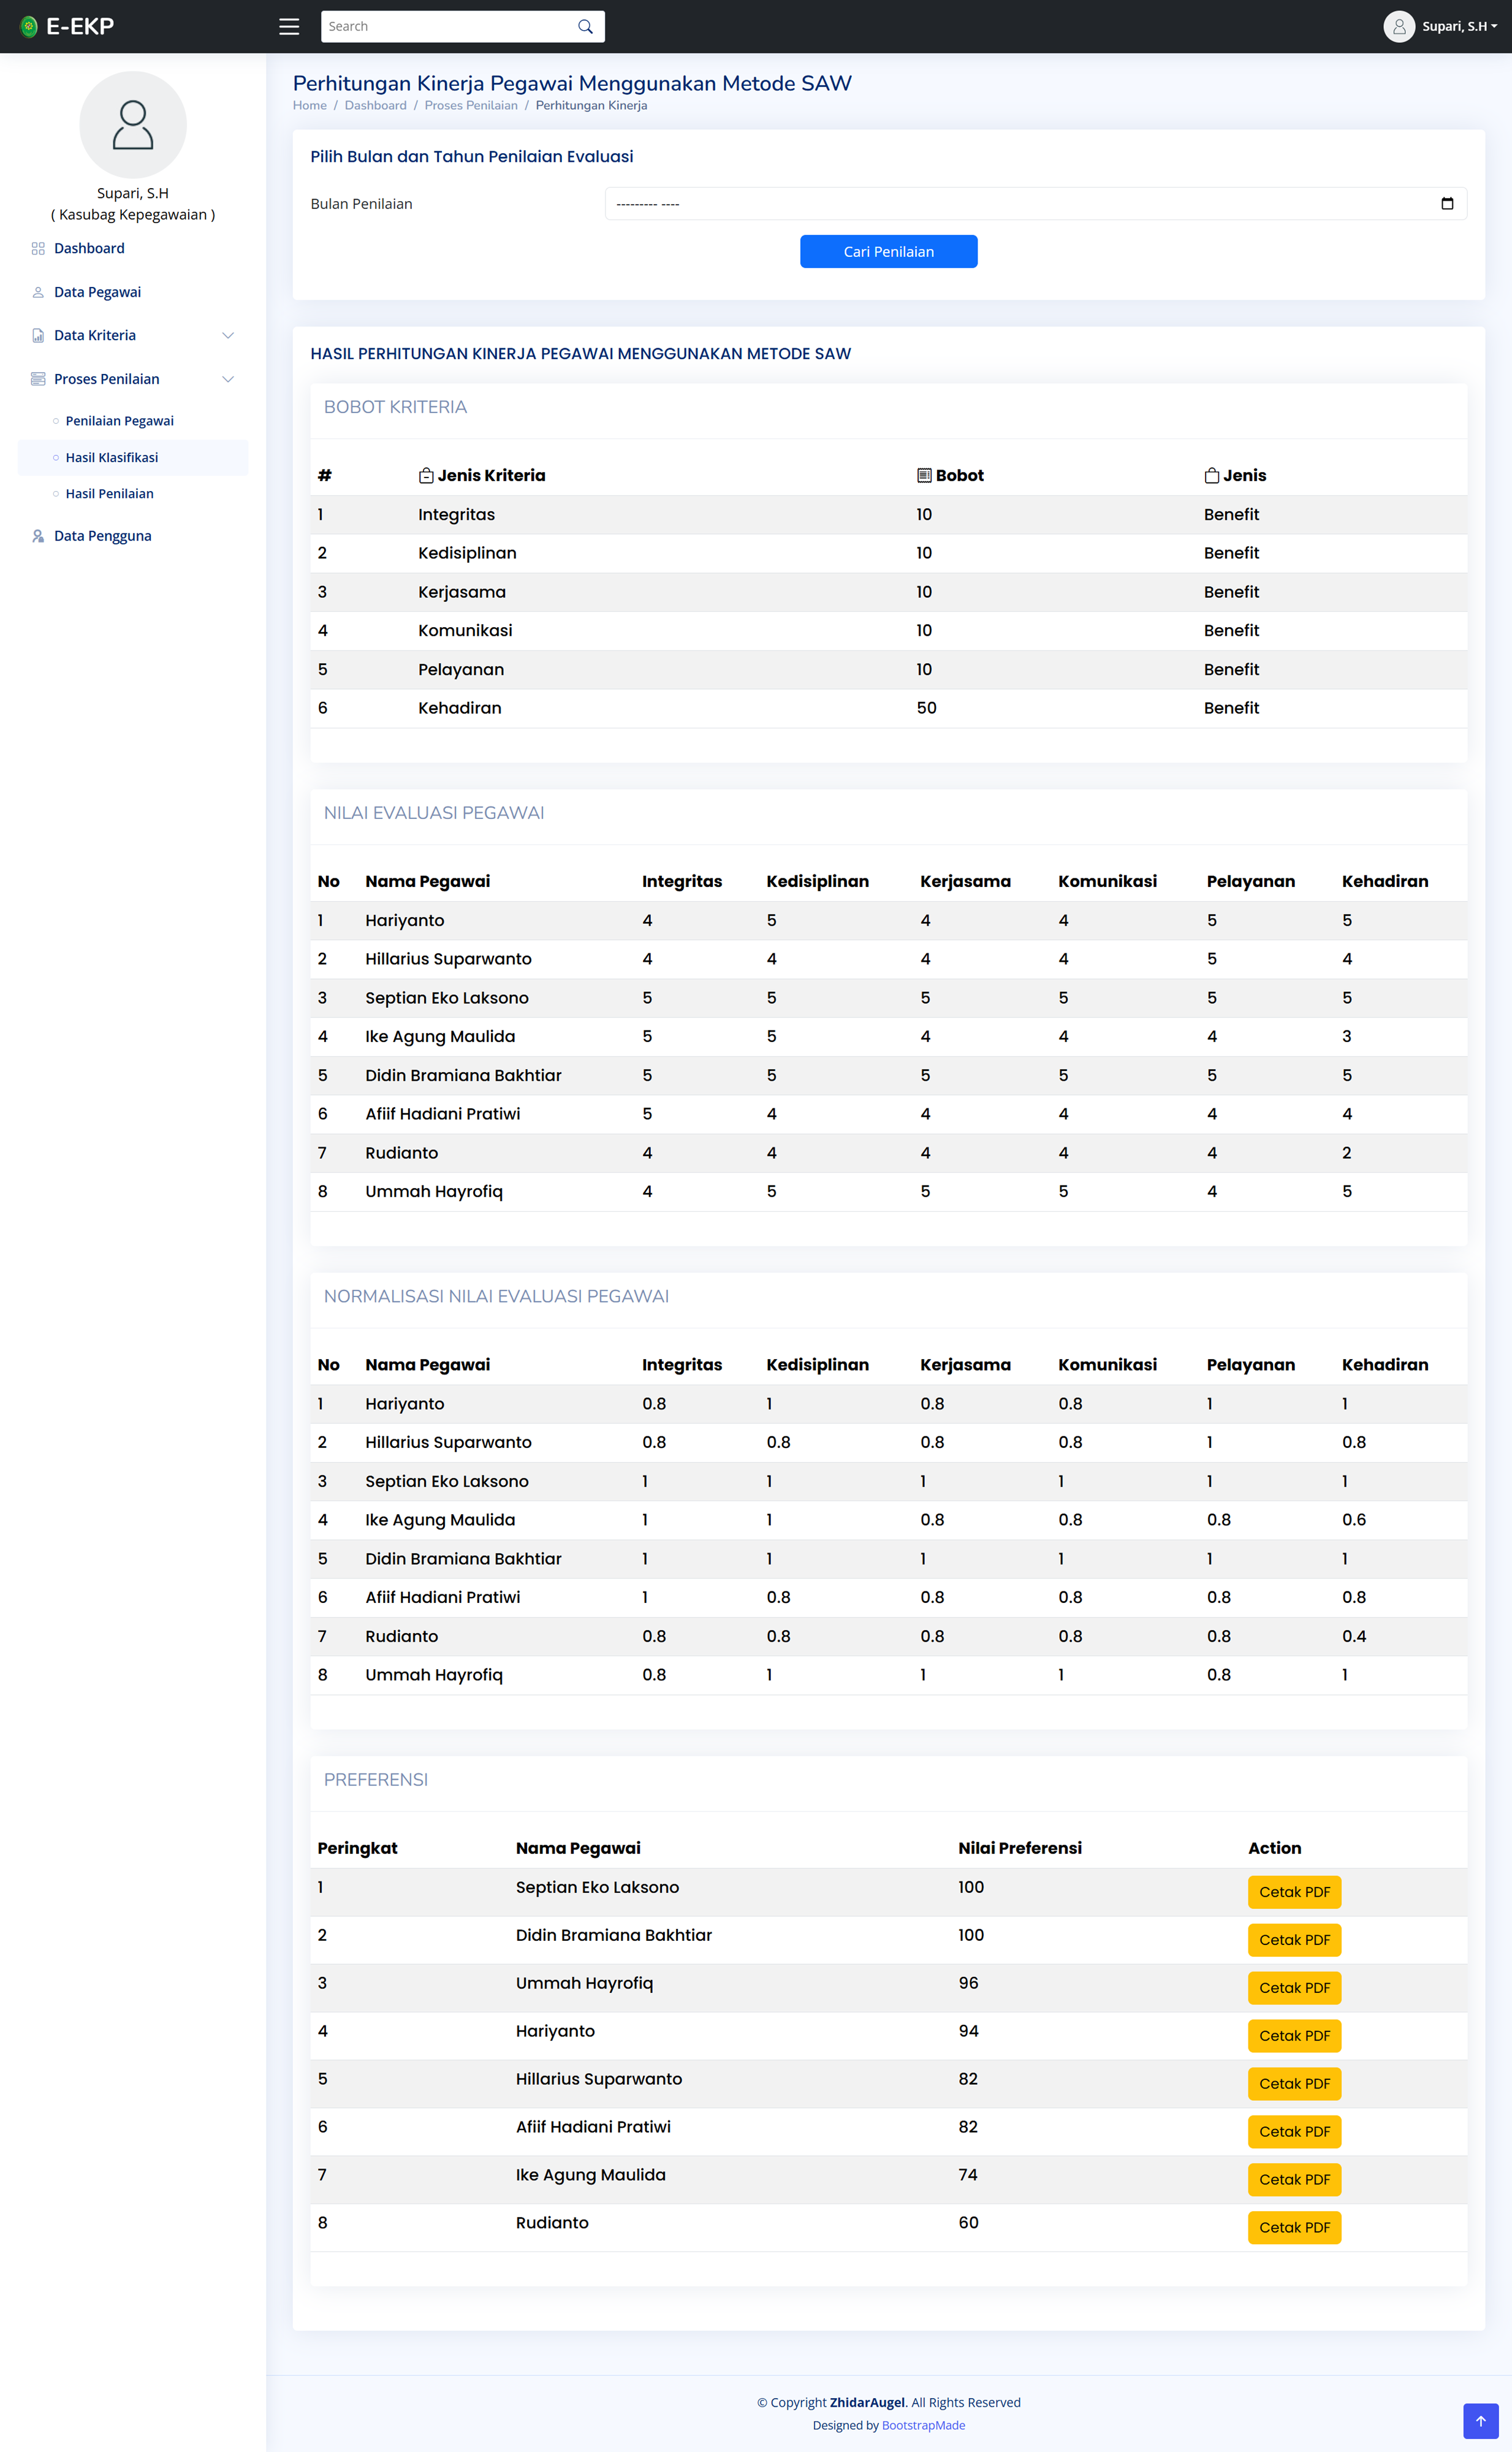 E-EKP
Search
Supari, S.H
Supari, S.H
( Kasubag Kepegawaian )
Dashboard
Data Pegawai
Data Kriteria
Proses Penilaian
Penilaian Pegawai
Hasil Klasifikasi
Hasil Penilaian
Data Pengguna
Perhitungan Kinerja Pegawai Menggunakan Metode SAW
Home / Dashboard / Proses Penilaian / Perhitungan Kinerja
Pilih Bulan dan Tahun Penilaian Evaluasi
Bulan Penilaian
--------- ----
Cari Penilaian
HASIL PERHITUNGAN KINERJA PEGAWAI MENGGUNAKAN METODE SAW
BOBOT KRITERIA
# Jenis Kriteria Bobot Jenis
1 Integritas 10 Benefit
2 Kedisiplinan 10 Benefit
3 Kerjasama 10 Benefit
4 Komunikasi 10 Benefit
5 Pelayanan 10 Benefit
6 Kehadiran 50 Benefit
NILAI EVALUASI PEGAWAI
No Nama Pegawai Integritas Kedisiplinan Kerjasama Komunikasi Pelayanan Kehadiran
1 Hariyanto 4 5 4 4 5 5
2 Hillarius Suparwanto 4 4 4 4 5 4
3 Septian Eko Laksono 5 5 5 5 5 5
4 Ike Agung Maulida 5 5 4 4 4 3
5 Didin Bramiana Bakhtiar 5 5 5 5 5 5
6 Afiif Hadiani Pratiwi 5 4 4 4 4 4
7 Rudianto 4 4 4 4 4 2
8 Ummah Hayrofiq 4 5 5 5 4 5
NORMALISASI NILAI EVALUASI PEGAWAI
No Nama Pegawai Integritas Kedisiplinan Kerjasama Komunikasi Pelayanan Kehadiran
1 Hariyanto 0.8 1 0.8 0.8 1 1
2 Hillarius Suparwanto 0.8 0.8 0.8 0.8 1 0.8
3 Septian Eko Laksono 1 1 1 1 1 1
4 Ike Agung Maulida 1 1 0.8 0.8 0.8 0.6
5 Didin Bramiana Bakhtiar 1 1 1 1 1 1
6 Afiif Hadiani Pratiwi 1 0.8 0.8 0.8 0.8 0.8
7 Rudianto 0.8 0.8 0.8 0.8 0.8 0.4
8 Ummah Hayrofiq 0.8 1 1 1 0.8 1
PREFERENSI
Peringkat Nama Pegawai Nilai Preferensi Action
1 Septian Eko Laksono 100 Cetak PDF
2 Didin Bramiana Bakhtiar 100 Cetak PDF
3 Ummah Hayrofiq 96 Cetak PDF
4 Hariyanto 94 Cetak PDF
5 Hillarius Suparwanto 82 Cetak PDF
6 Afiif Hadiani Pratiwi 82 Cetak PDF
7 Ike Agung Maulida 74 Cetak PDF
8 Rudianto 60 Cetak PDF
© Copyright ZhidarAugel. All Rights Reserved
Designed by BootstrapMade